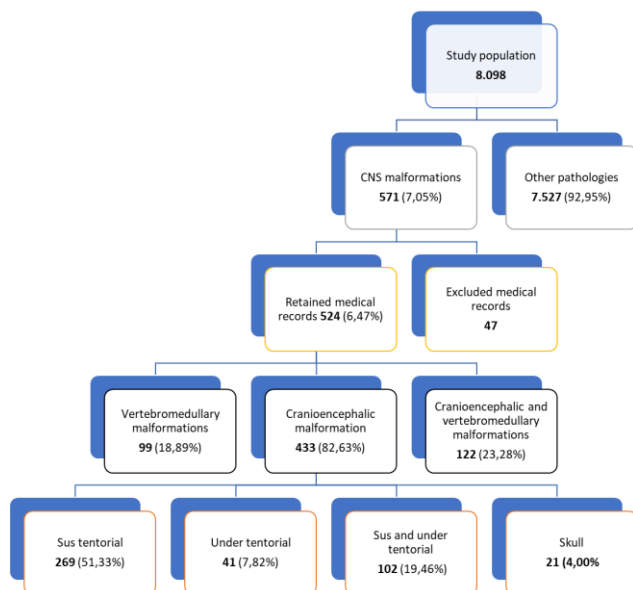 Study population
8.098
CNS malformations
571 (7,05%)
Other pathologies
7.527 (92,95%)
Retained medical
records 524 (6,47%)
Excluded medical
records
47
Vertebromedullary
malformations
99 (18,89%)
Cranioencephalic
malformation
433 (82,63%)
Cranioencephalic and
vertebromedullary
malformations
122 (23,28%)
Sus tentorial
269 (51,33%)
Under tentorial
41 (7,82%)
Sus and under
tentorial
102 (19,46%)
Skull
21 (4,00%